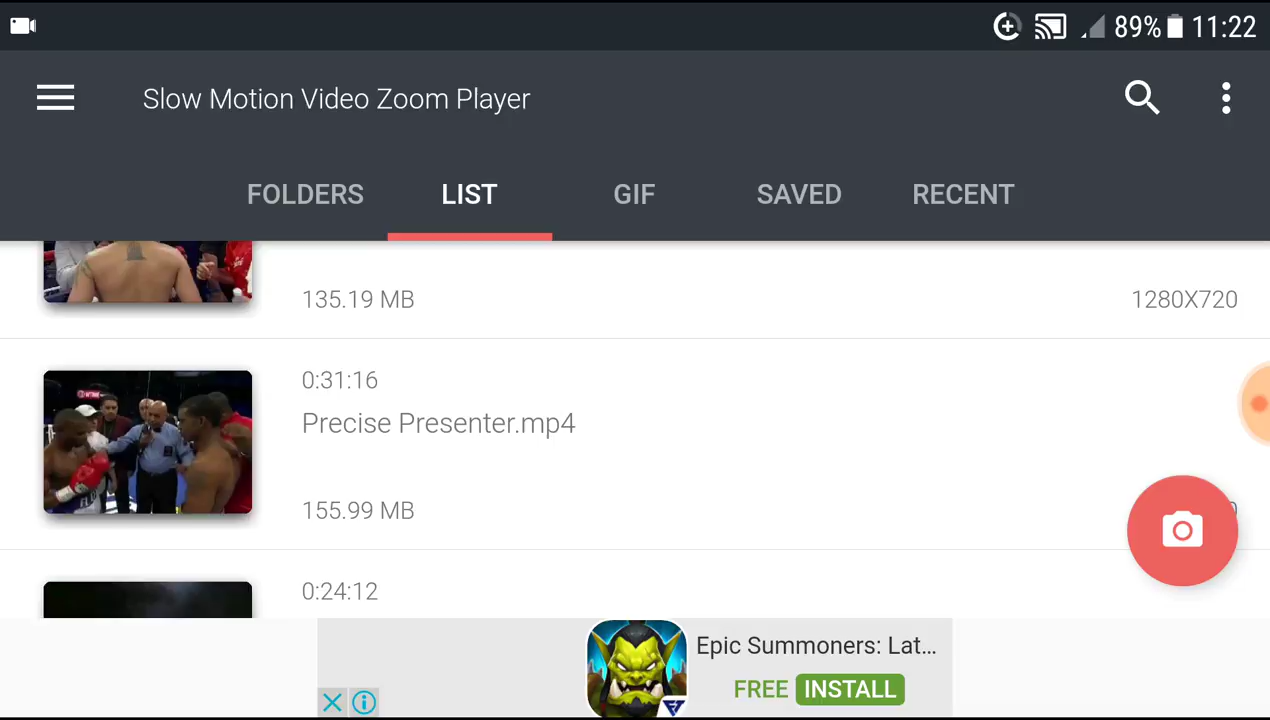 89% 11:22
Slow Motion Video Zoom Player
FOLDERS LIST GIF SAVED RECENT
135.19 MB 1280X720
0:31:16
Precise Presenter.mp4
155.99 MB
0:24:12
Epic Summoners: Lat...
FREE INSTALL